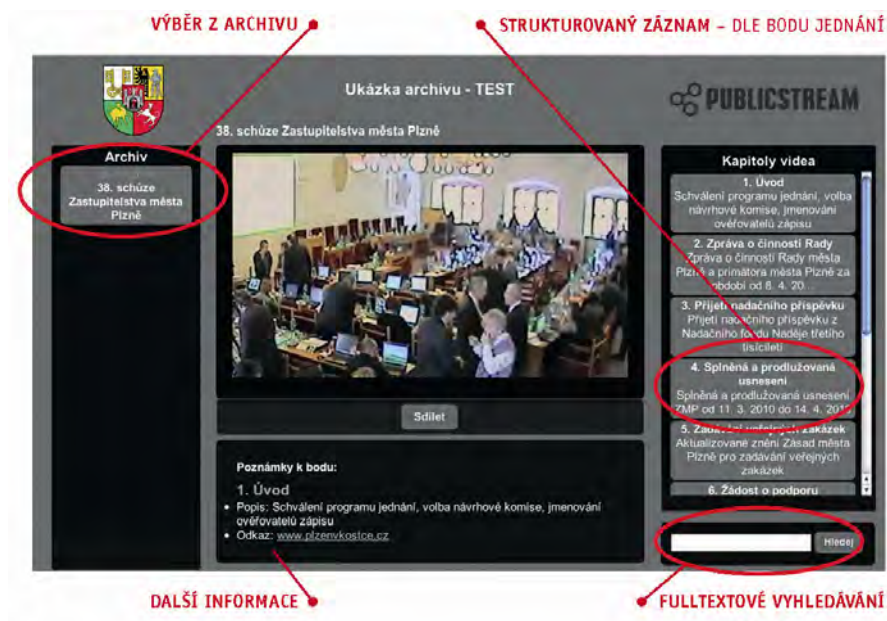 VÝBĚR Z ARCHIVU
STRUKTUROVANÝ ZÁZNAM – DLE BODU JEDNÁNÍ
Ukázka archivu - TEST
PUBLICSTREAM
38. schůze Zastupitelstva města Plzně
Archiv
38. schůze
Zastupitelstva města
Plzně
Kapitoly videa
1. Úvod
Schválení programu jednání, volba
návrhové komise, jmenování
ověřovatelů zápisu
2. Zpráva o činnosti Rady
Zpráva o činnosti Rady města
Plzně a primátora města Plzně za
období od 8. 4. 20...
3. Přijetí nadačního příspěvku
Přijetí nadačního příspěvku z
Nadačního fondu Naděje třetího
tisíciletí
4. Splněná a prodlužovaná
usnesení
Splněná a prodlužovaná usnesení
ZMP od 11. 3. 2010 do 14. 4. 2010
5. Zadávání veřejných zakázek
Aktualizované znění Zásad města
Plzně pro zadávání veřejných
zakázek
6. Žádost o podporu
Sdílet
Poznámky k bodu:
1. Úvod
• Popis: Schválení programu jednání, volba návrhové komise, jmenování
ověřovatelů zápisu
• Odkaz: www.plzenvkostce.cz
Hledej
DALŠÍ INFORMACE
FULLTEXTOVÉ VYHLEDÁVÁNÍ